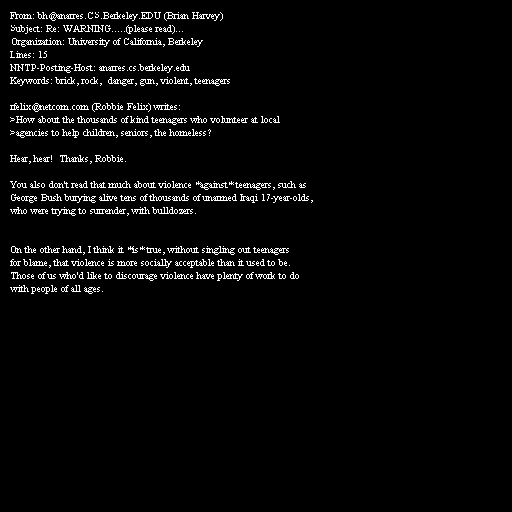 From: bh@anarres.CS.Berkeley.EDU (Brian Harvey)
Subject: Re: WARNING.....(please read)...
Organization: University of California, Berkeley
Lines: 15
NNTP-Posting-Host: anarres.cs.berkeley.edu
Keywords: brick, rock,  danger, gun, violent, teenagers

rfelix@netcom.com (Robbie Felix) writes:
>How about the thousands of kind teenagers who volunteer at local
>agencies to help children, seniors, the homeless?

Hear, hear!  Thanks, Robbie.

You also don't read that much about violence *against* teenagers, such as
George Bush burying alive tens of thousands of unarmed Iraqi 17-year-olds,
who were trying to surrender, with bulldozers.

On the other hand, I think it *is* true, without singling out teenagers
for blame, that violence is more socially acceptable than it used to be.
Those of us who'd like to discourage violence have plenty of work to do
with people of all ages.